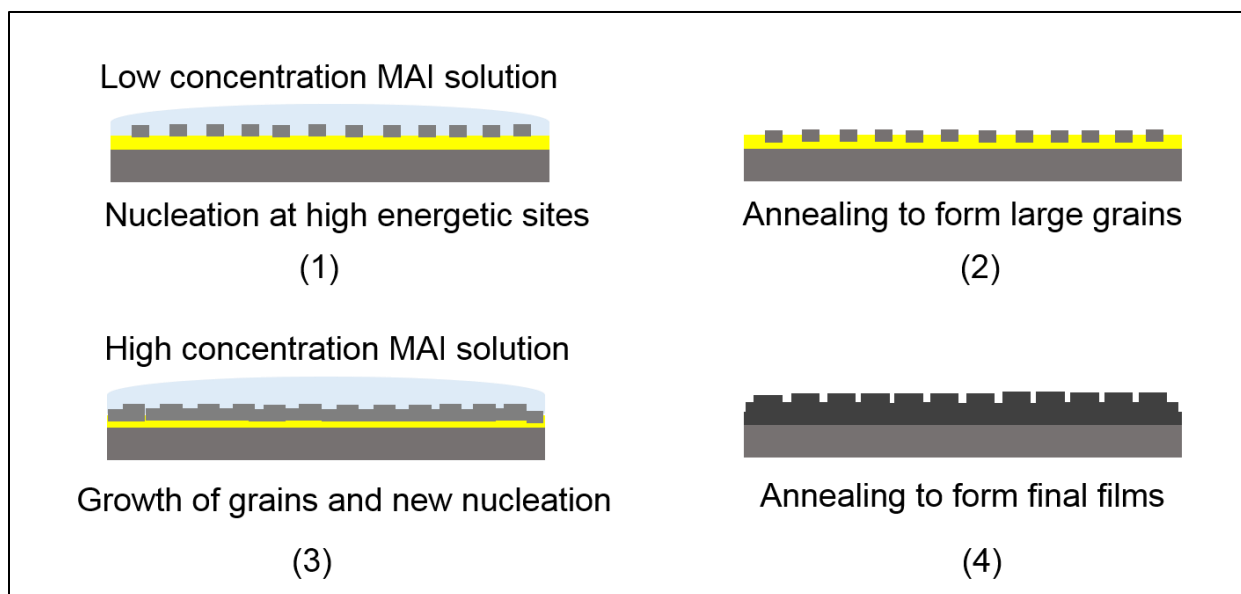 Low concentration MAI solution
Nucleation at high energetic sites
(1)
Annealing to form large grains
(2)
High concentration MAI solution
Growth of grains and new nucleation
(3)
Annealing to form final films
(4)